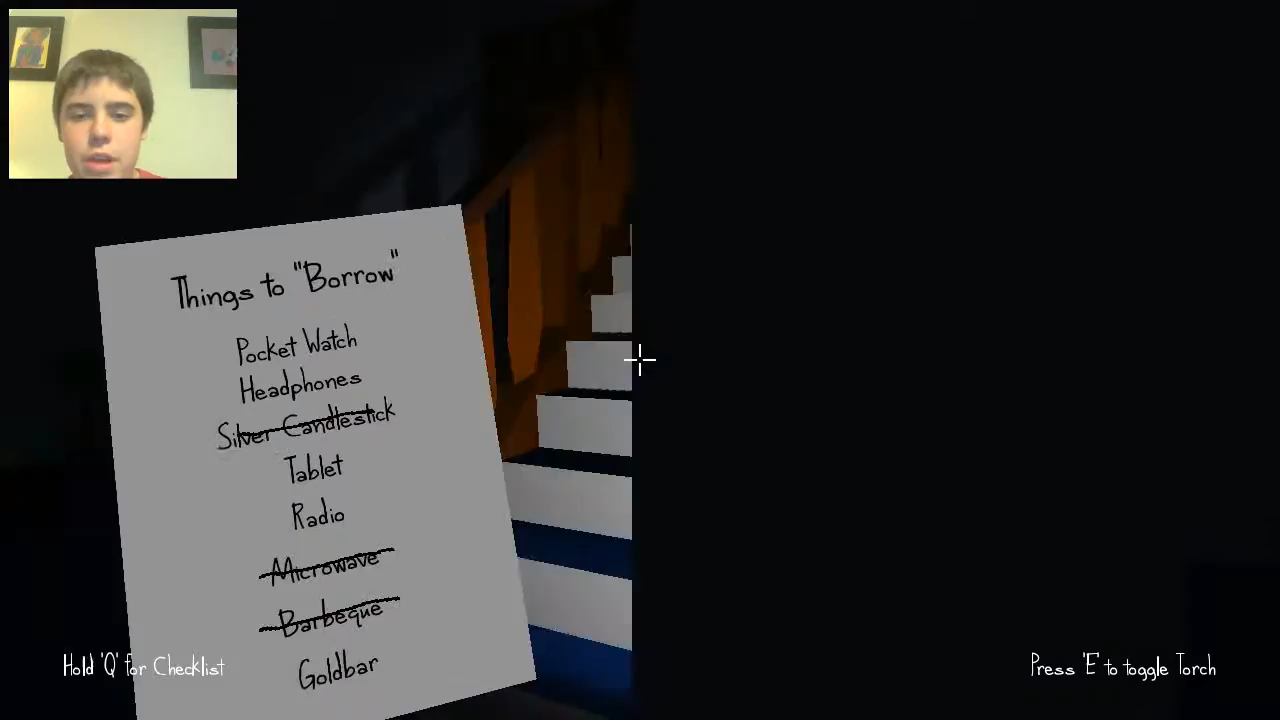 Things to "Borrow"
Pocket Watch
Headphones
Silver Candlestick
Tablet
Radio
Microwave
Barbeque
Goldbar
Hold 'Q' for Checklist
Press 'E' to toggle Torch